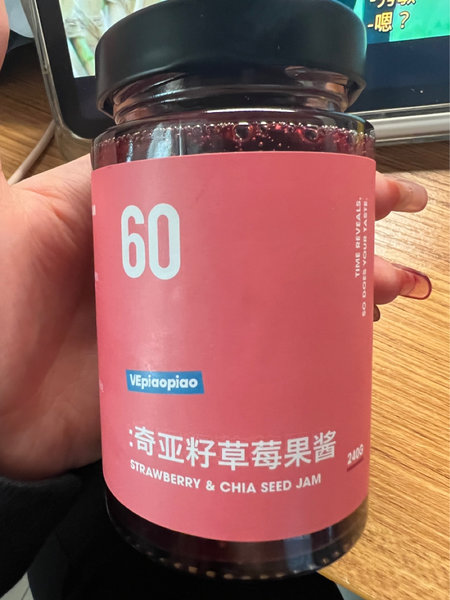 -嗯？
60
TIME REVEALS,
SO DOES YOUR TASTE.
VEpiaopiao
:奇亚籽草莓果酱
240G
STRAWBERRY & CHIA SEED JAM